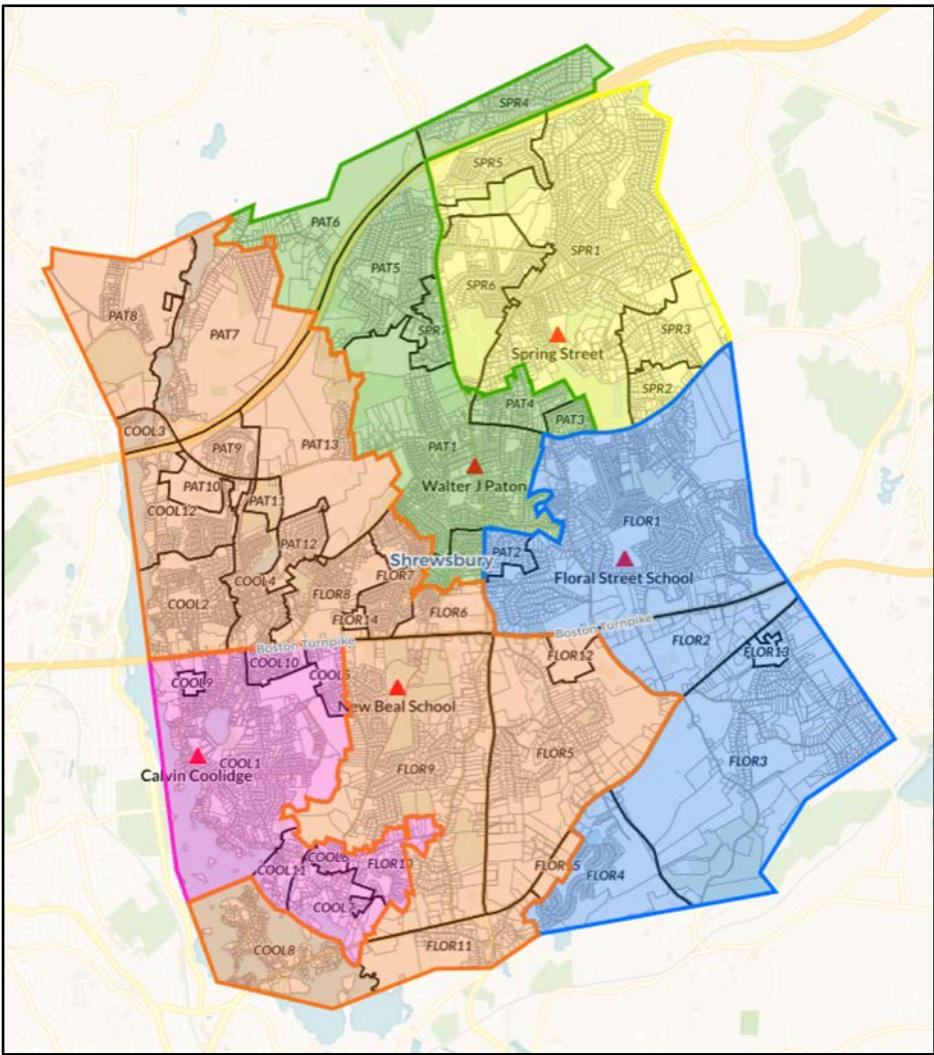 SPR4
SPR5
PAT6
SPR1
PAT5
SPR6
PAT8
PAT7
SPR7
SPR3
Spring Street
SPR2
PAT4
PAT3
COOL3
PAT9
PAT13
PAT1
Walter J Paton
PAT10
PAT11
COOL12
FLOR1
PAT12
PAT2
Shrewsbury
FLOR7
Floral Street School
COOL4
FLOR8
COOL2
FLOR14
FLOR6
Boston Turnpike
Boston Turnpike
FLOR2
FLOR13
FLOR12
COOL10
COOL9
New Beal School
FLOR5
COOL1
FLOR3
Calvin Coolidge
FLOR9
COOL6
FLOR10
COOL11
FLOR4
COOL7
FLOR11
COOL8